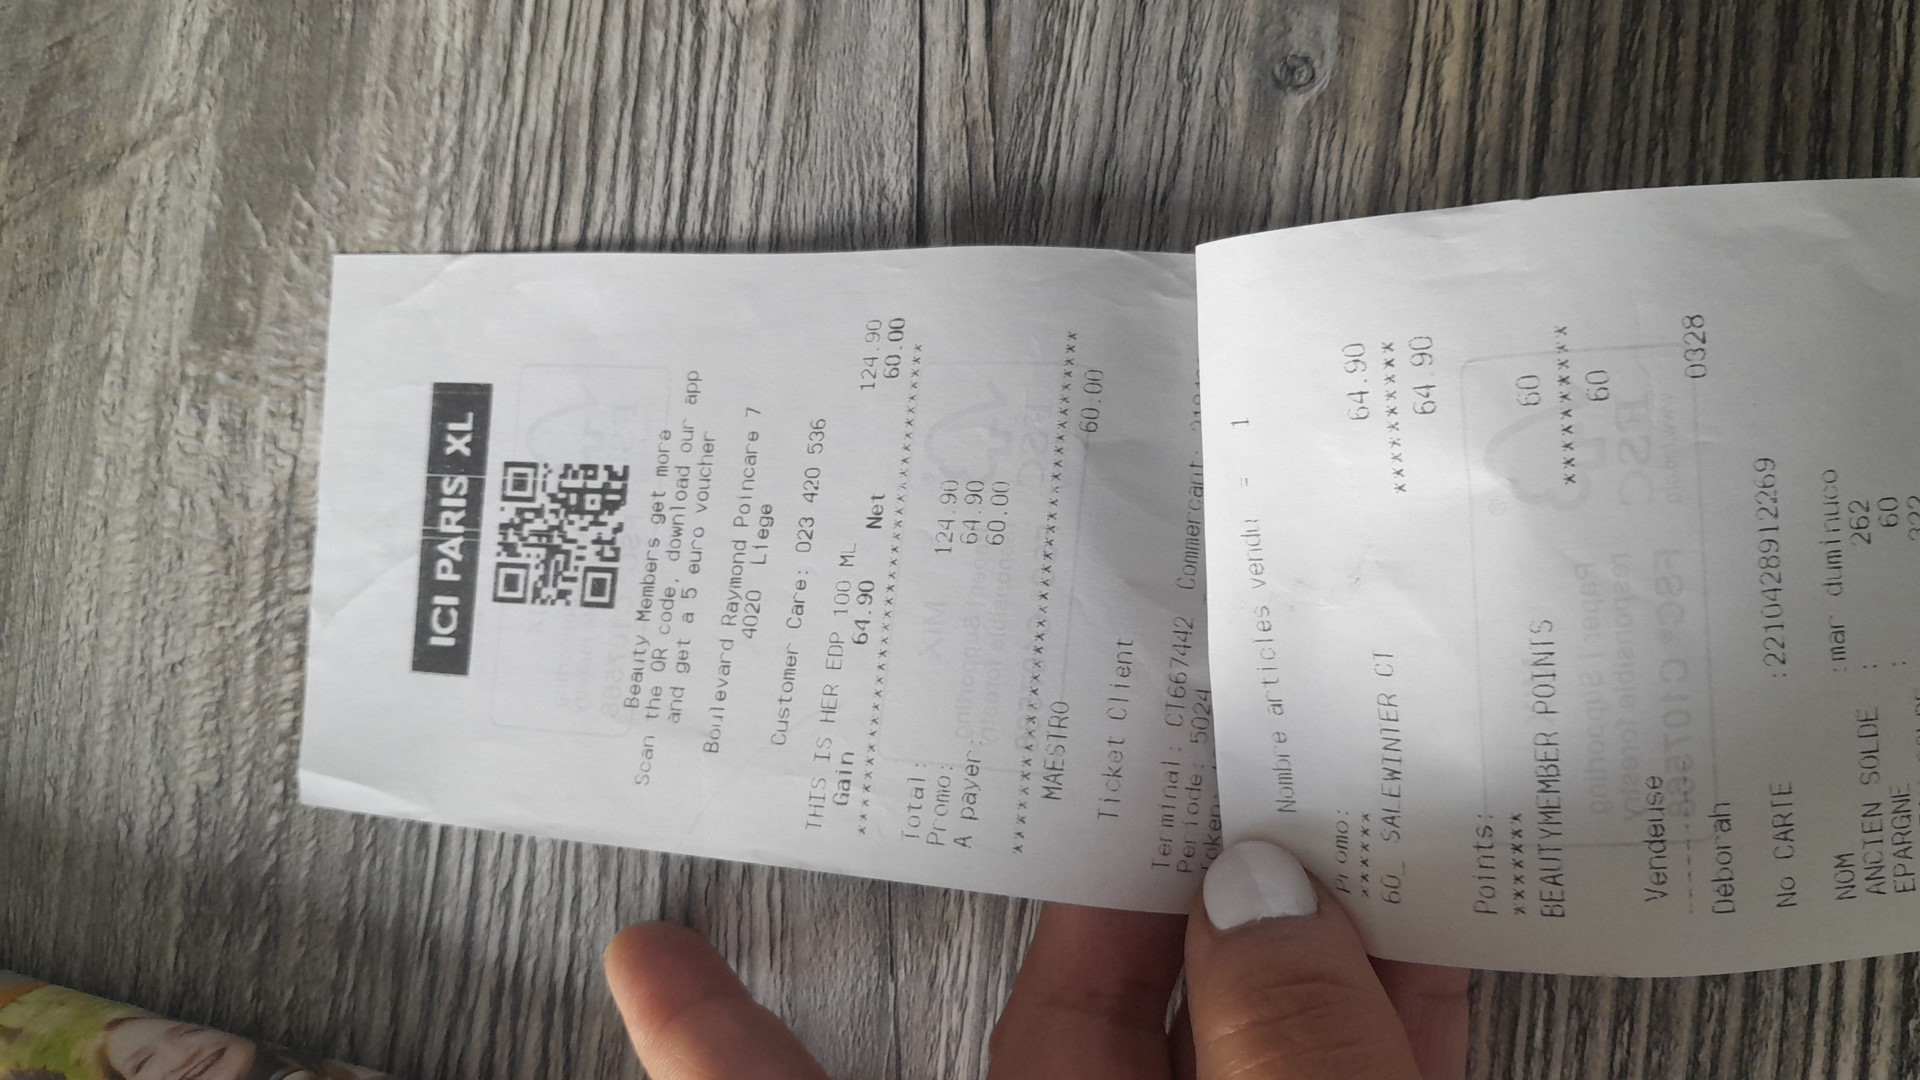 ICI PARIS XL
Beauty Members get more
Scan the QR code, download our app
and get a 5 euro voucher
Boulevard Raymond Poincare 7
4020 Liege
Customer Care: 023 420 536
THIS IS HER EDP 100 ML 124.90
Gain 64.90 Net 60.00
****************************************
Total: 124.90
Promo: 64.90
A payer: 60.00
****************************************
MAESTRO 60.00
Ticket Client
Terminal: CT667442 Commercant:
Periode: 5024
Token:
Nombre articles vendu = 1
Promo: 64.90
******* ************
60_ SALEWINTER CT 64.90
Points: 60
******* ************
BEAUTYMEMBER POINTS 60
Vendeuse
Deborah 0328
No CARTE :2210428912269
NOM :mar duminuco
ANCIEN SOLDE : 262
EPARGNE : 60